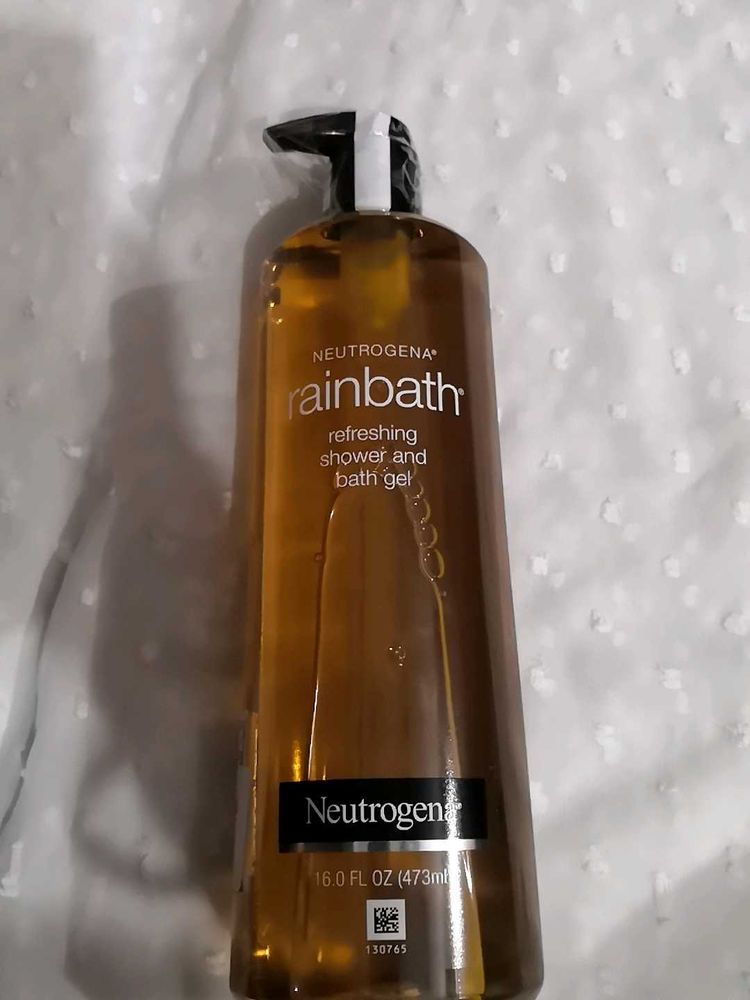 NEUTROGENA®
rainbath®
refreshing
shower and
bath gel
Neutrogena®
16.0 FL OZ (473ml)
130765